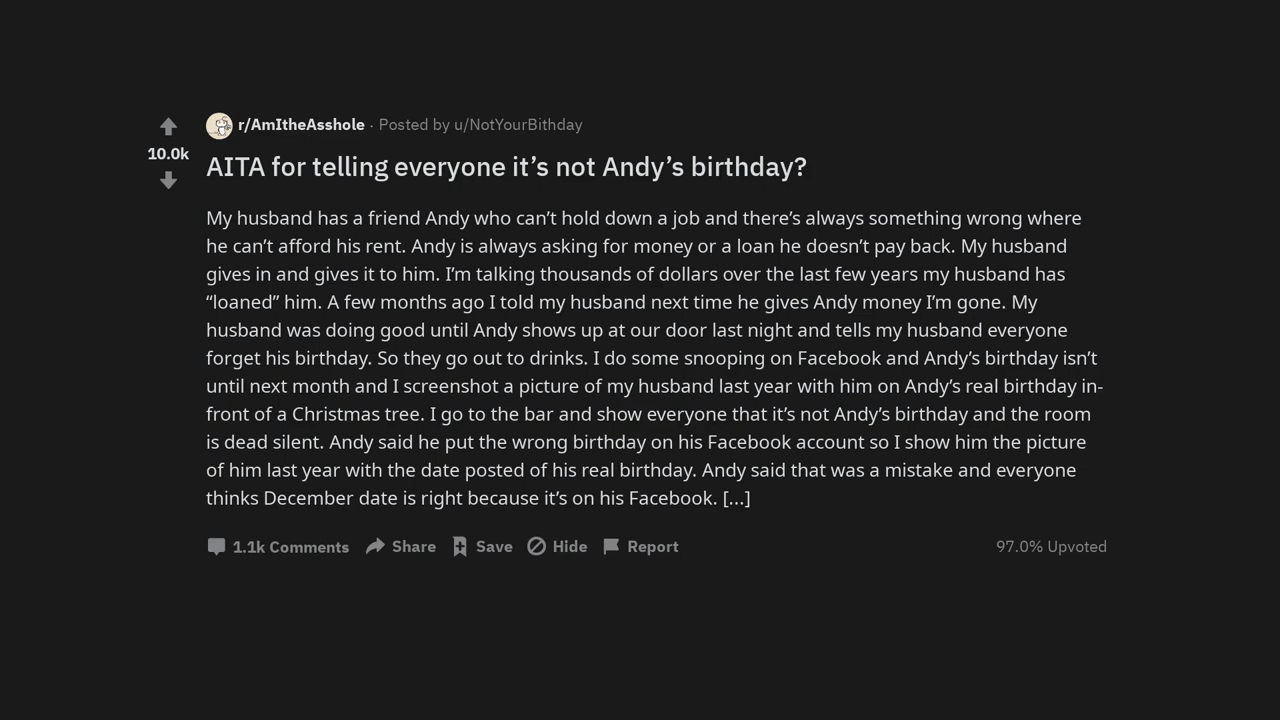 r/AmItheAsshole · Posted by u/NotYourBithday
10.0k
AITA for telling everyone it’s not Andy’s birthday?
My husband has a friend Andy who can’t hold down a job and there’s always something wrong where
he can’t afford his rent. Andy is always asking for money or a loan he doesn’t pay back. My husband
gives in and gives it to him. I’m talking thousands of dollars over the last few years my husband has
“loaned” him. A few months ago I told my husband next time he gives Andy money I’m gone. My
husband was doing good until Andy shows up at our door last night and tells my husband everyone
forget his birthday. So they go out to drinks. I do some snooping on Facebook and Andy’s birthday isn’t
until next month and I screenshot a picture of my husband last year with him on Andy’s real birthday in-
front of a Christmas tree. I go to the bar and show everyone that it’s not Andy’s birthday and the room
is dead silent. Andy said he put the wrong birthday on his Facebook account so I show him the picture
of him last year with the date posted of his real birthday. Andy said that was a mistake and everyone
thinks December date is right because it’s on his Facebook. [...]
1.1k Comments Share Save Hide Report 97.0% Upvoted